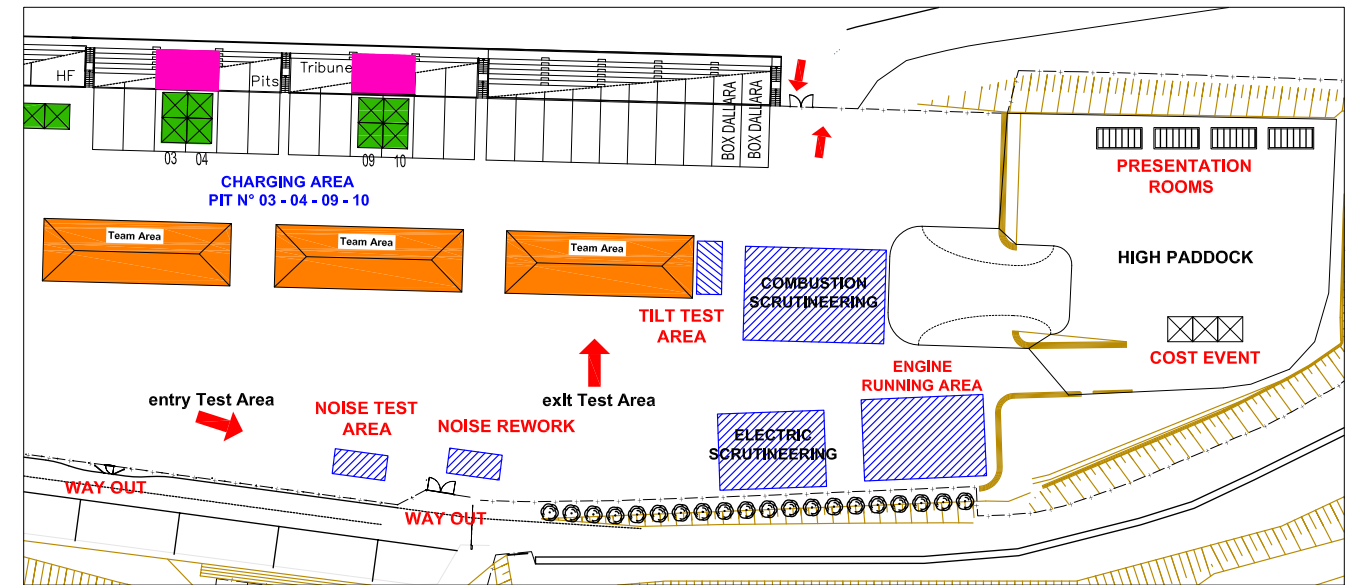 HF
Pits
Tribune
BOX DALLARA
BOX DALLARA
03 04
09 10
CHARGING AREA
PIT N° 03 - 04 - 09 - 10
PRESENTATION
ROOMS
Team Area
Team Area
Team Area
HIGH PADDOCK
COMBUSTION
SCRUTINEERING
TILT TEST
AREA
COST EVENT
ENGINE
RUNNING AREA
entry Test Area
exIt Test Area
NOISE TEST
AREA
NOISE REWORK
ELECTRIC
SCRUTINEERING
WAY OUT
WAY OUT